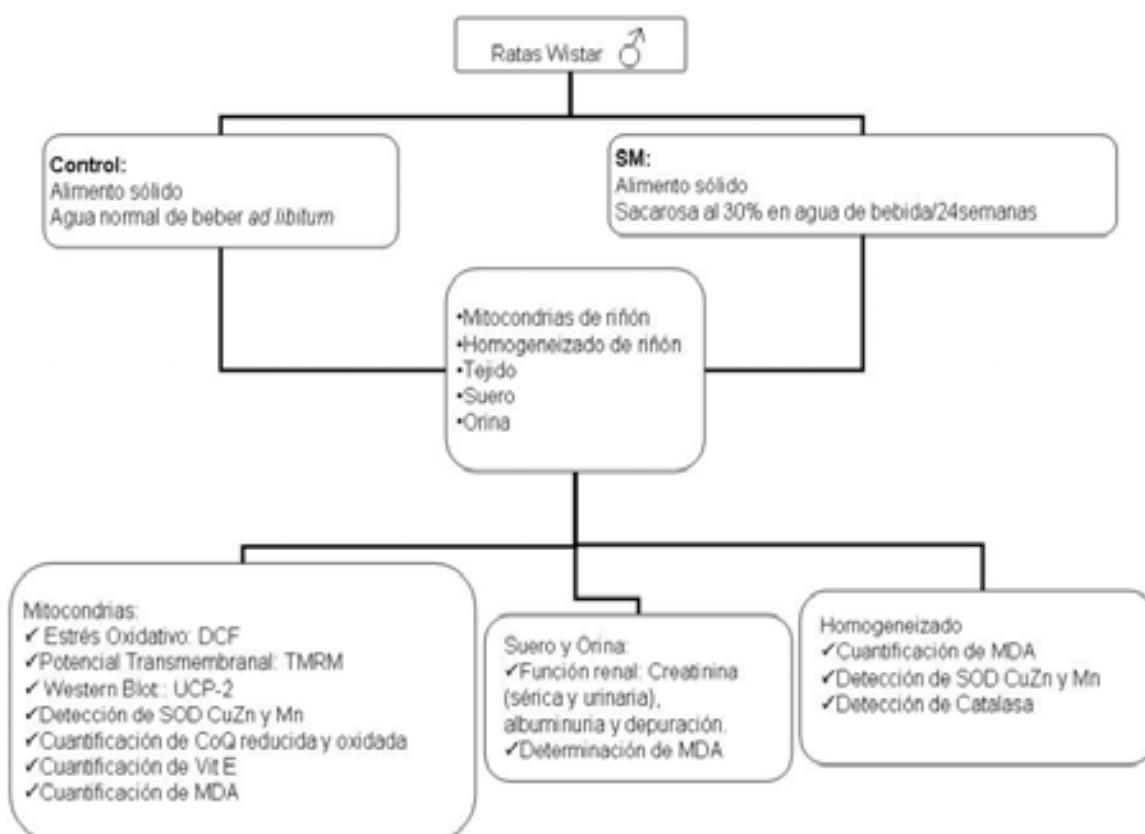 Ratas Wistar ♂
Control:
Alimento sólido
Agua normal de beber ad libitum
SM:
Alimento sólido
Sacarosa al 30% en agua de bebida/24semanas
•Mitocondrias de riñón
•Homogeneizado de riñón
•Tejido
•Suero
•Orina
Mitocondrias:
✓ Estrés Oxidativo: DCF
✓Potencial Transmembranal: TMRM
✓ Western Blot:: UCP-2
✓Detección de SOD CuZn y Mn
✓Cuantificación de CoQ reducida y oxidada
✓Cuantificación de Vit E
✓Cuantificación de MDA
Suero y Orina:
✓Función renal: Creatinina
(sérica y urinaria),
albuminuria y depuración.
✓Determinación de MDA
Homogeneizado
✓Cuantificación de MDA
✓Detección de SOD CuZn y Mn
✓Detección de Catalasa